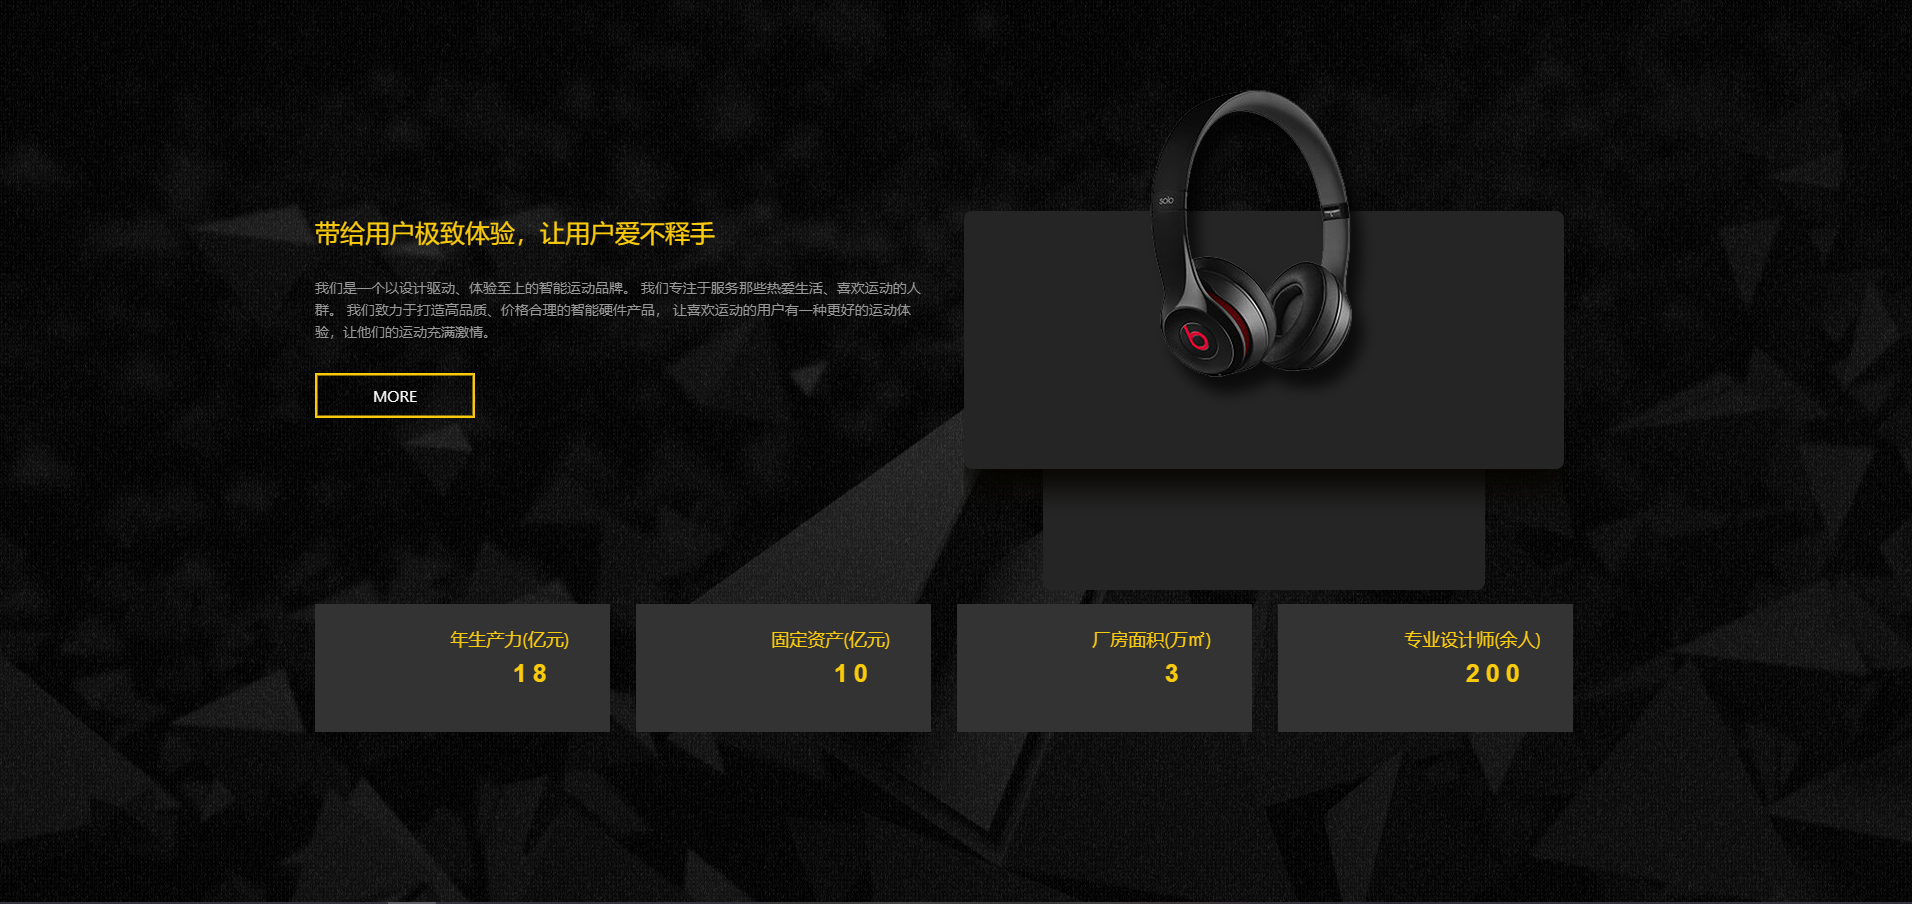 solo
带给用户极致体验，让用户爱不释手
我们是一个以设计驱动、体验至上的智能运动品牌。 我们专注于服务那些热爱生活、喜欢运动的人
群。 我们致力于打造高品质、价格合理的智能硬件产品， 让喜欢运动的用户有一种更好的运动体
验，让他们的运动充满激情。
MORE
年生产力(亿元)
18
固定资产(亿元)
10
厂房面积(万㎡)
3
专业设计师(余人)
200